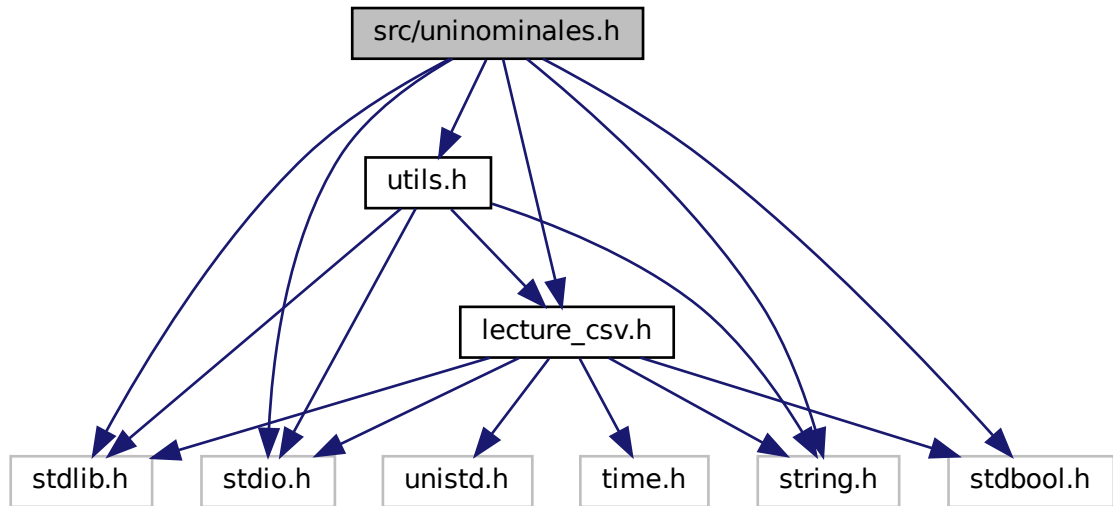 src/uninominales.h
utils.h
lecture_csv.h
stdlib.h
stdio.h
unistd.h
time.h
string.h
stdbool.h